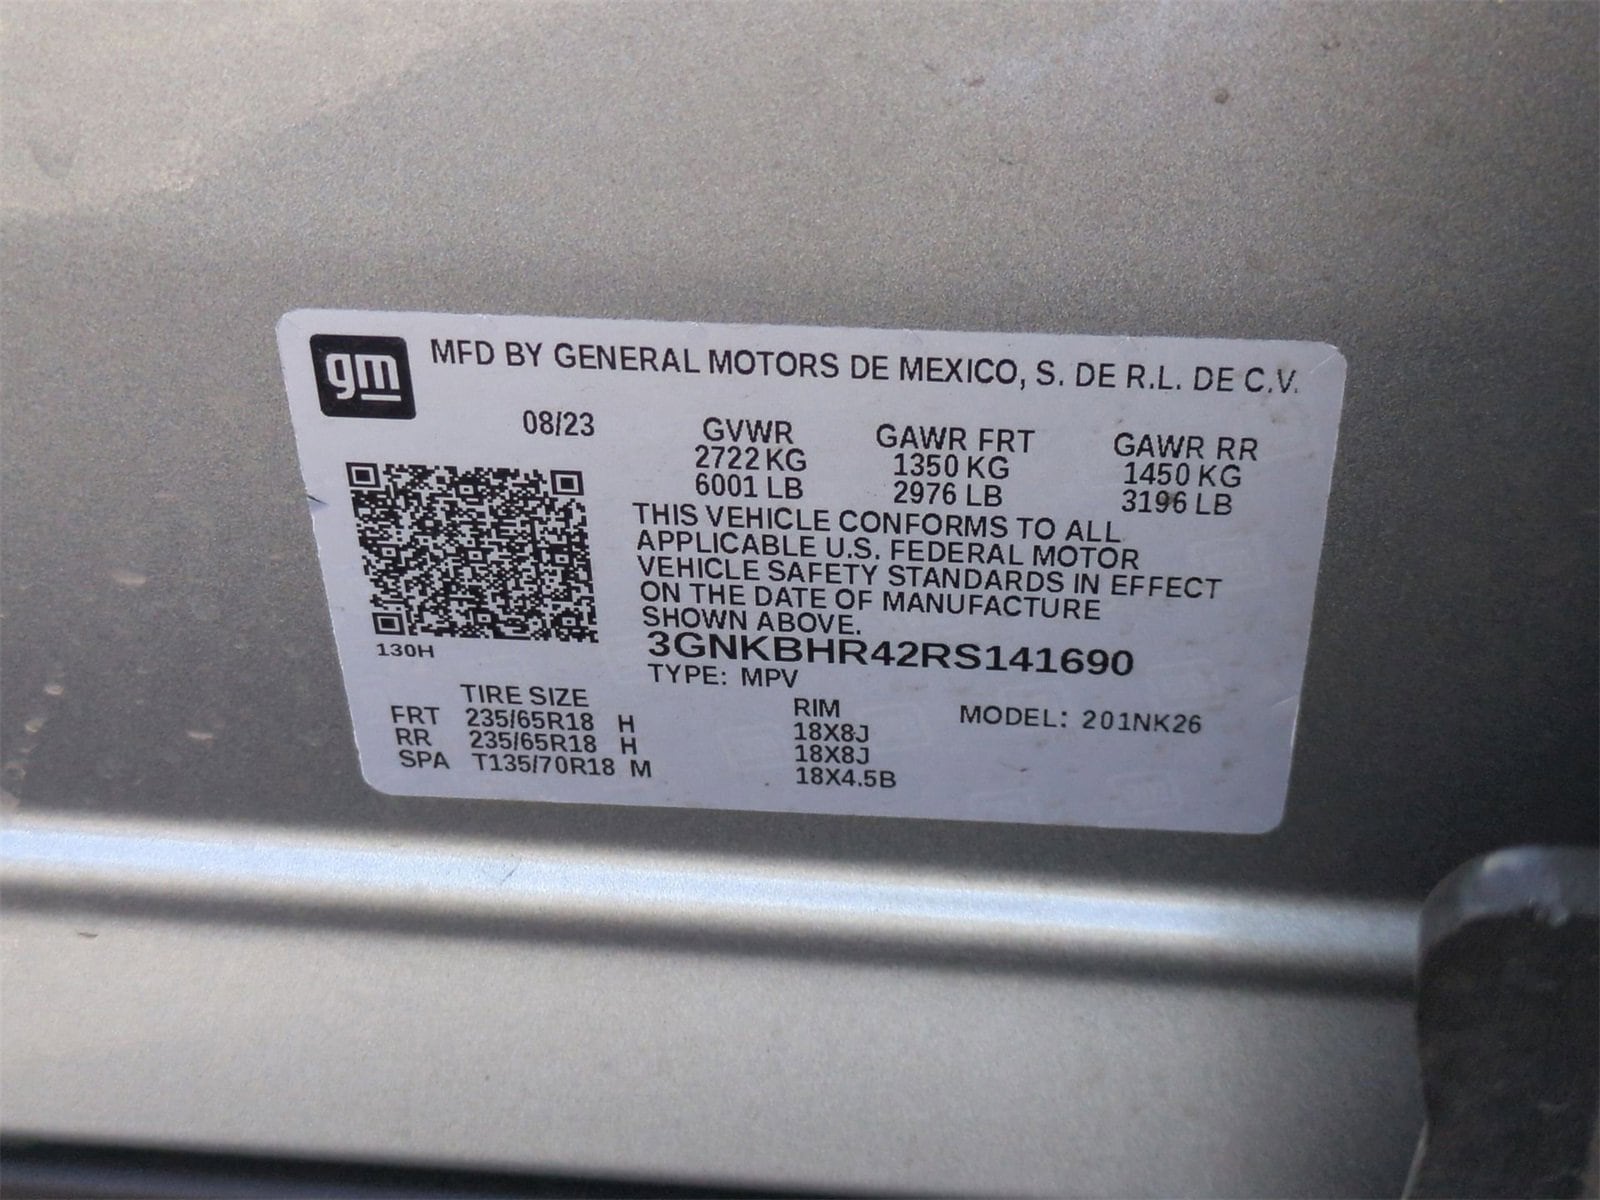 gm MFD BY GENERAL MOTORS DE MEXICO, S. DE R.L. DE C.V.
08/23 GVWR GAWR FRT GAWR RR
2722 KG 1350 KG 1450 KG
6001 LB 2976 LB 3196 LB
THIS VEHICLE CONFORMS TO ALL
APPLICABLE U.S. FEDERAL MOTOR
VEHICLE SAFETY STANDARDS IN EFFECT
ON THE DATE OF MANUFACTURE
SHOWN ABOVE.
130H 3GNKBHR42RS141690
TYPE: MPV
TIRE SIZE RIM MODEL: 201NK26
FRT 235/65R18 H 18X8J
RR 235/65R18 H 18X8J
SPA T135/70R18 M 18X4.5B